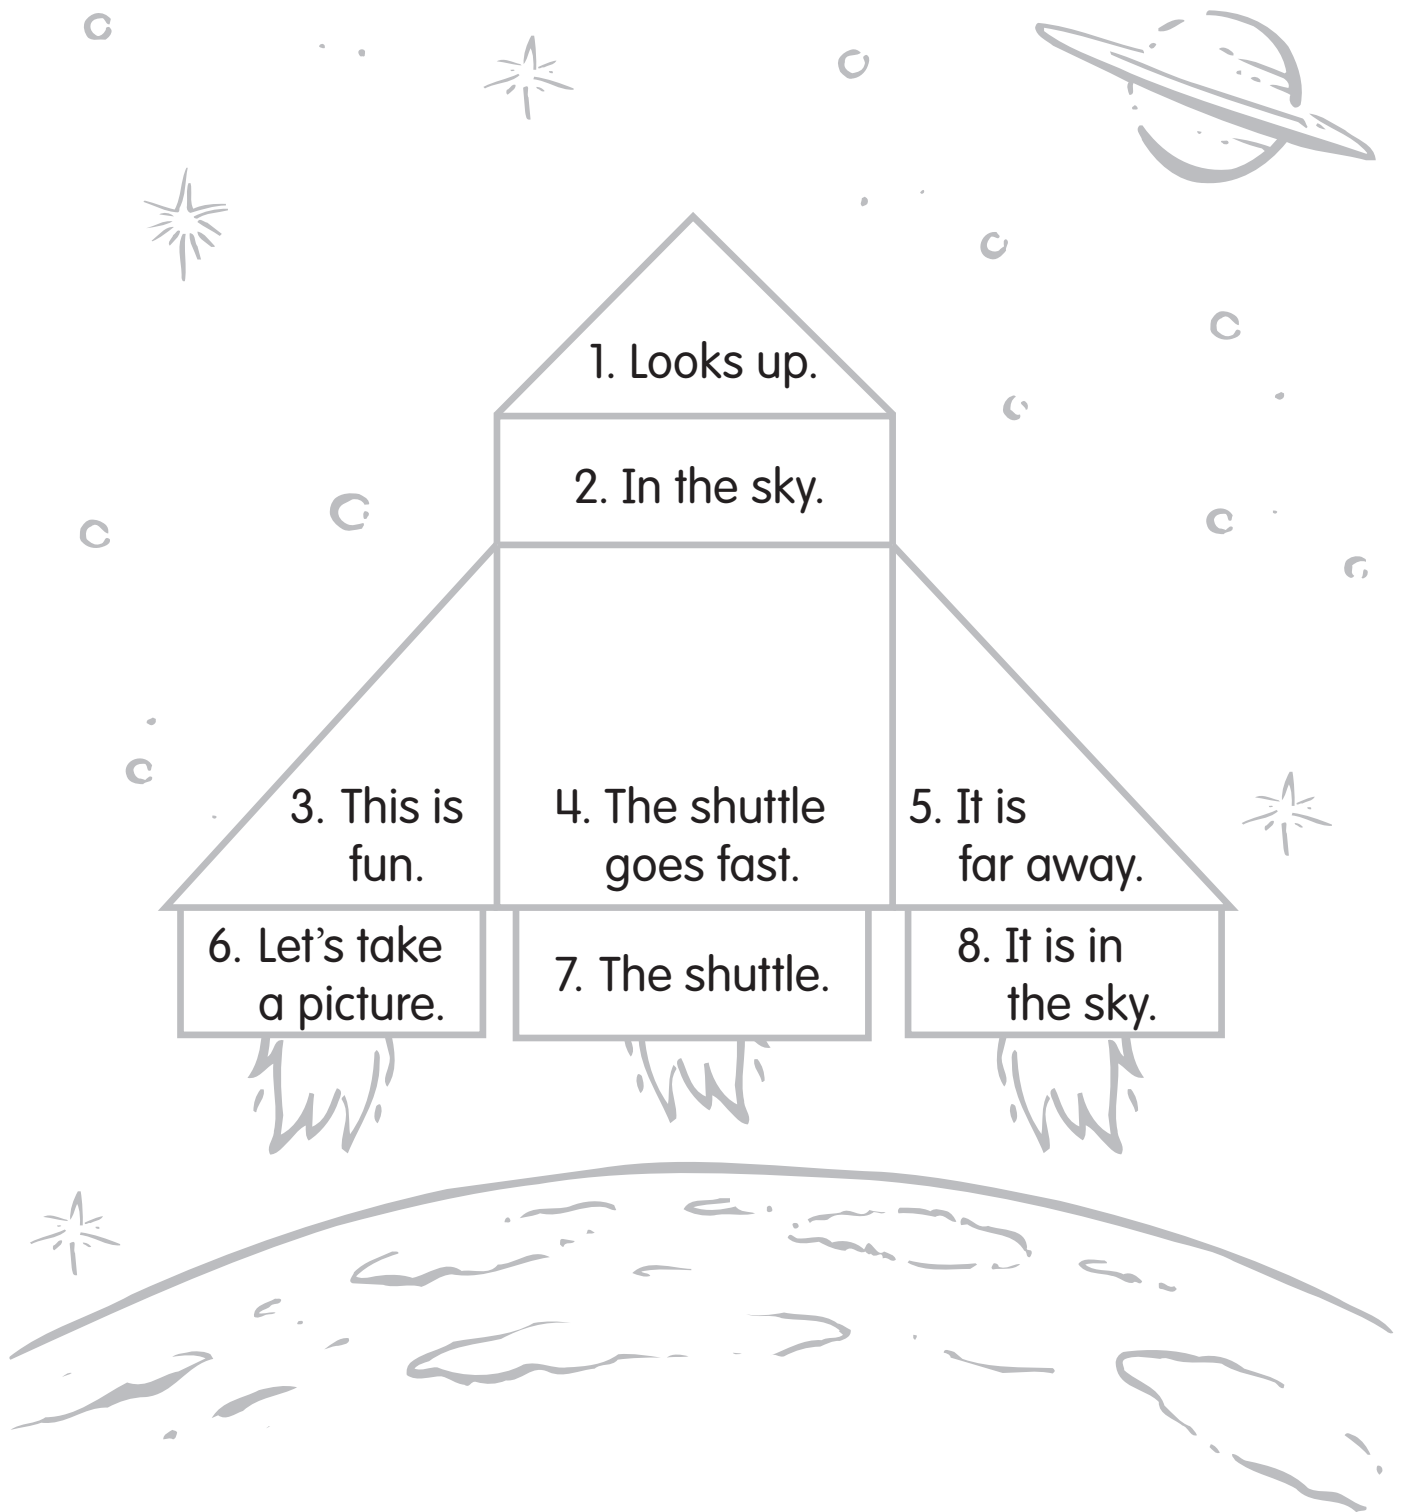 1. Looks up.
2. In the sky.
3. This is
fun.
4. The shuttle
goes fast.
5. It is
far away.
6. Let’s take
a picture.
7. The shuttle.
8. It is in
the sky.